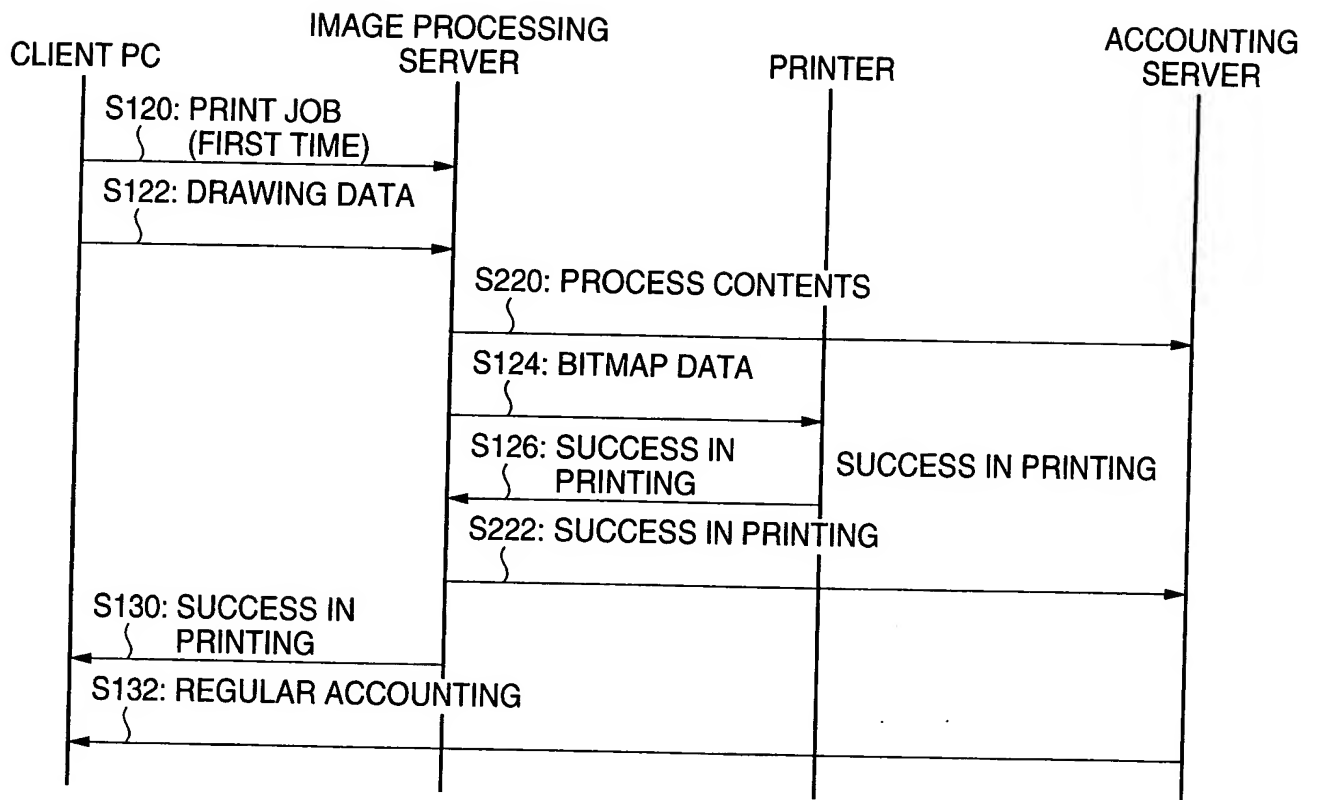 CLIENT PC
IMAGE PROCESSING
SERVER
PRINTER
ACCOUNTING
SERVER
S120: PRINT JOB
(FIRST TIME)
S122: DRAWING DATA
S220: PROCESS CONTENTS
S124: BITMAP DATA
S126: SUCCESS IN
PRINTING
SUCCESS IN PRINTING
S222: SUCCESS IN PRINTING
S130: SUCCESS IN
PRINTING
S132: REGULAR ACCOUNTING